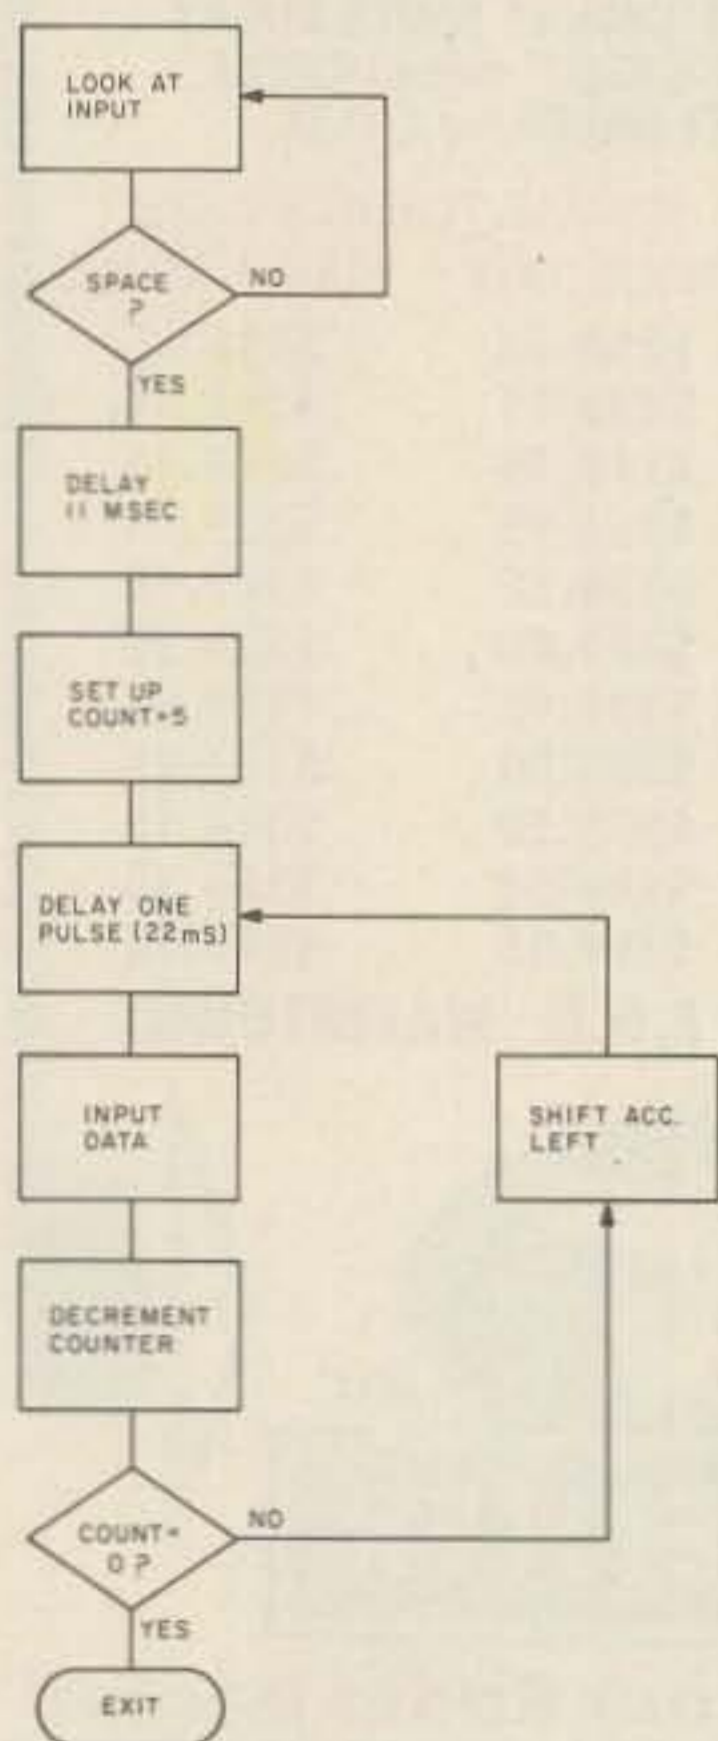 LOOK AT
INPUT
SPACE
?
NO
YES
DELAY
11 MSEC
SET UP
COUNT=5
DELAY ONE
PULSE (22mS)
INPUT
DATA
SHIFT ACC.
LEFT
DECREMENT
COUNTER
COUNT=
0?
NO
YES
EXIT